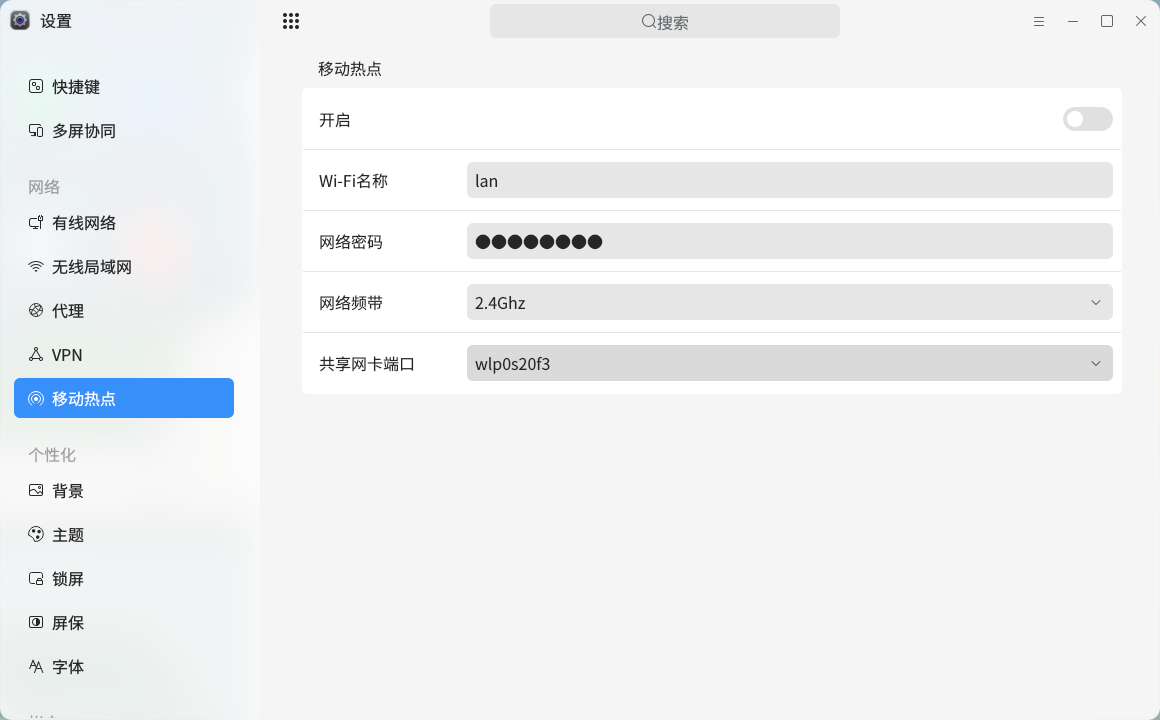 设置
搜索
快捷键
多屏协同
网络
有线网络
无线局域网
代理
VPN
移动热点
个性化
背景
主题
锁屏
屏保
字体
移动热点
开启
Wi-Fi名称
lan
网络密码
●●●●●●●●
网络频带
2.4Ghz
共享网卡端口
wlp0s20f3